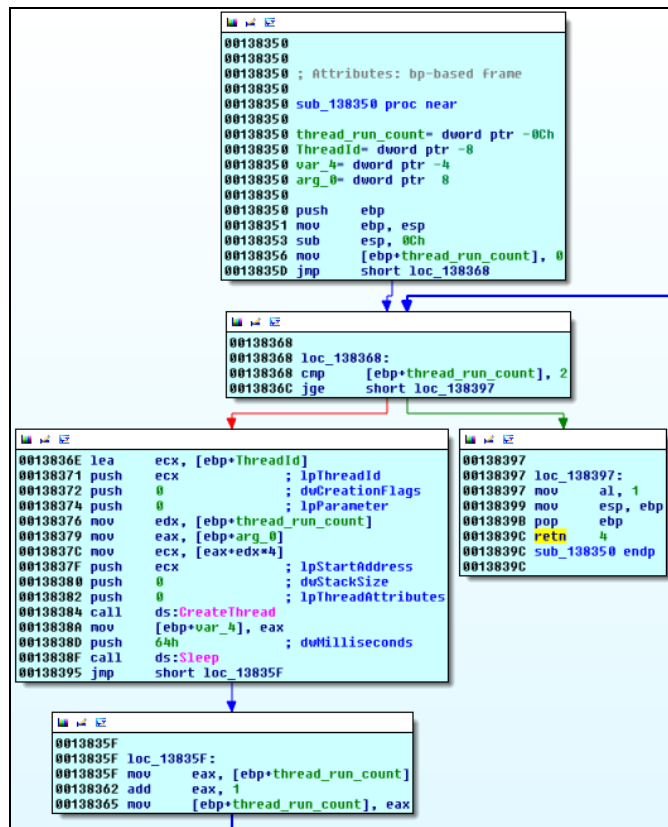 00138350
00138350
00138350 ; Attributes: bp-based frame
00138350
00138350 sub_138350 proc near
00138350
00138350 thread_run_count= dword ptr -0Ch
00138350 ThreadId= dword ptr -8
00138350 var_4= dword ptr -4
00138350 arg_0= dword ptr  8
00138350
00138350 push    ebp
00138351 mov     ebp, esp
00138353 sub     esp, 0Ch
00138356 mov     [ebp+thread_run_count], 0
0013835D jmp     short loc_138368
00138368
00138368 loc_138368:
00138368 cmp     [ebp+thread_run_count], 2
0013836C jge     short loc_138397
0013836E lea     ecx, [ebp+ThreadId]
00138371 push    ecx             ; lpThreadId
00138372 push    0               ; dwCreationFlags
00138374 push    0               ; lpParameter
00138376 mov     edx, [ebp+thread_run_count]
00138379 mov     eax, [ebp+arg_0]
0013837C mov     ecx, [eax+edx*4]
0013837F push    ecx             ; lpStartAddress
00138380 push    0               ; dwStackSize
00138382 push    0               ; lpThreadAttributes
00138384 call    ds:CreateThread
0013838A mov     [ebp+var_4], eax
0013838D push    64h             ; dwMilliseconds
0013838F call    ds:Sleep
00138395 jmp     short loc_13835F
00138397
00138397 loc_138397:
00138397 mov     al, 1
00138399 mov     esp, ebp
0013839B pop     ebp
0013839C retn    4
0013839C sub_138350 endp
0013839C
0013835F
0013835F loc_13835F:
0013835F mov     eax, [ebp+thread_run_count]
00138362 add     eax, 1
00138365 mov     [ebp+thread_run_count], eax